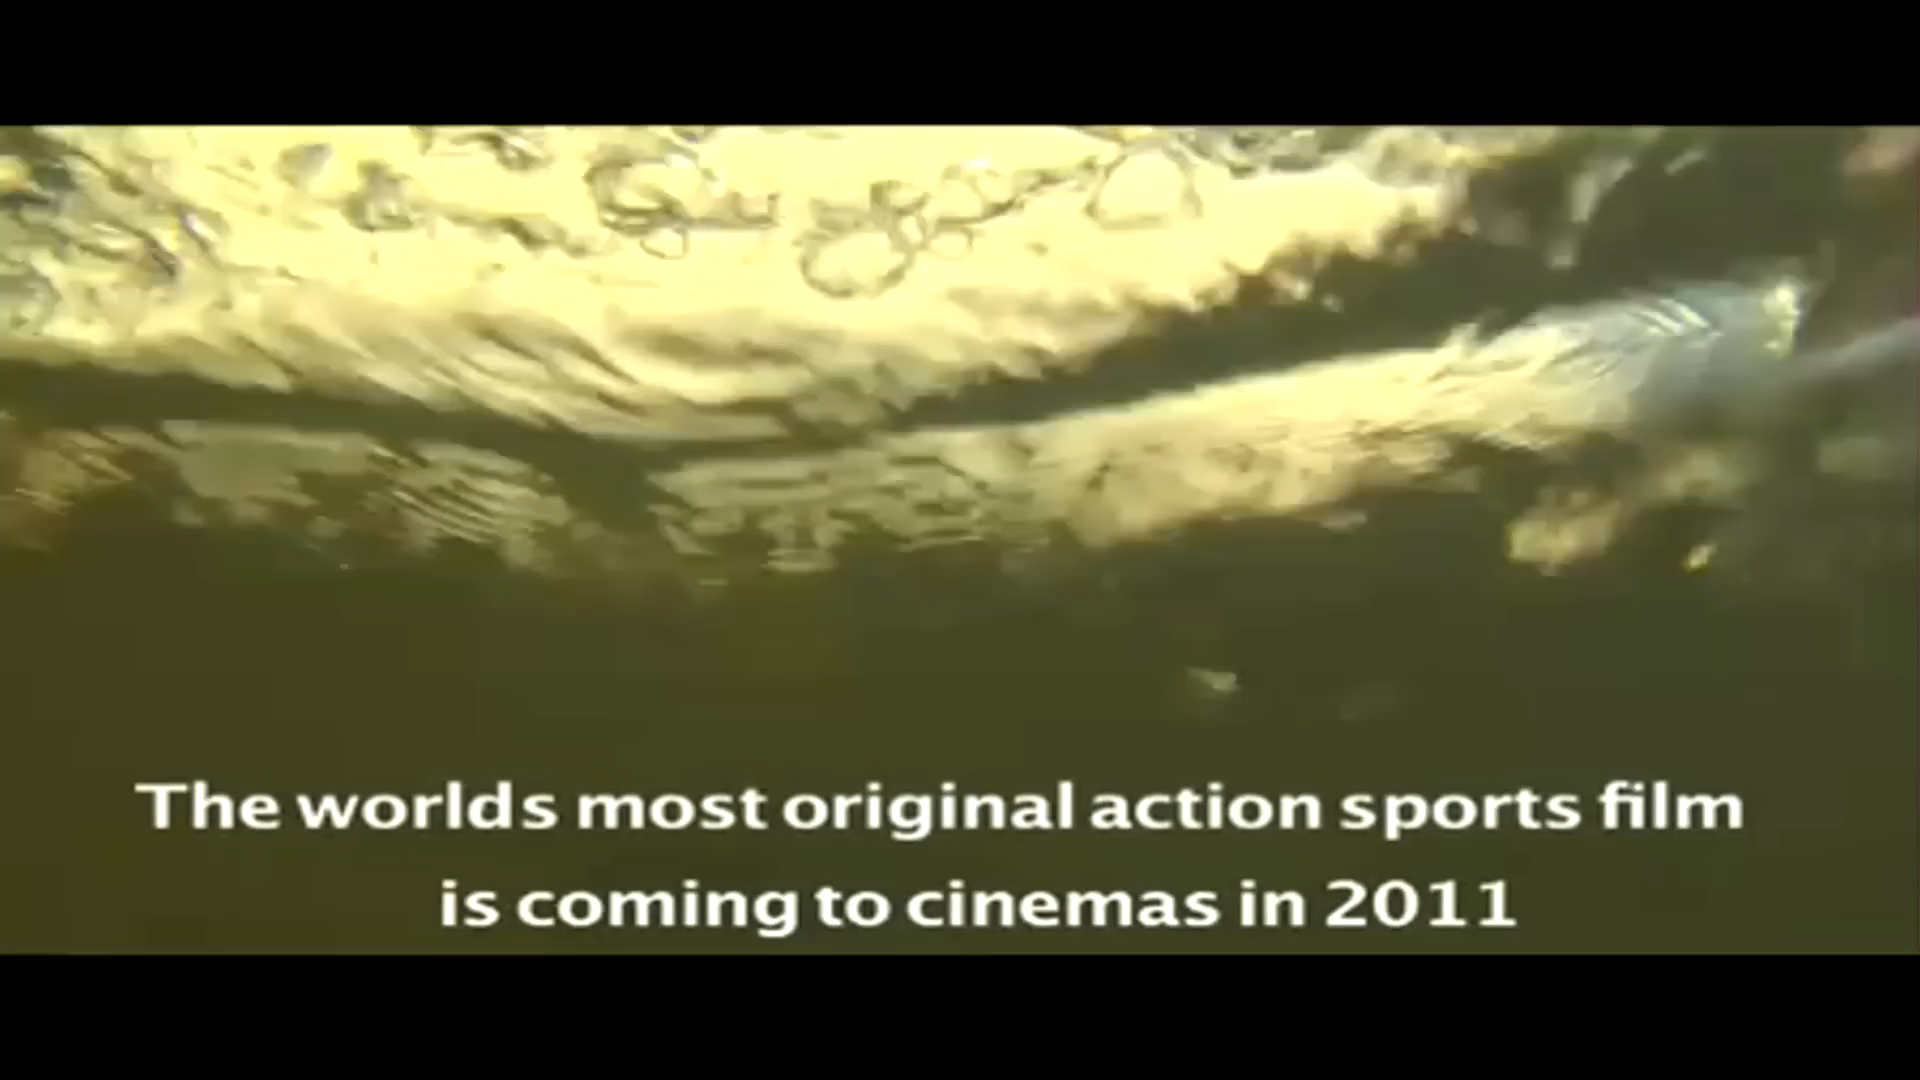 The worlds most original action sports film
is coming to cinemas in 2011